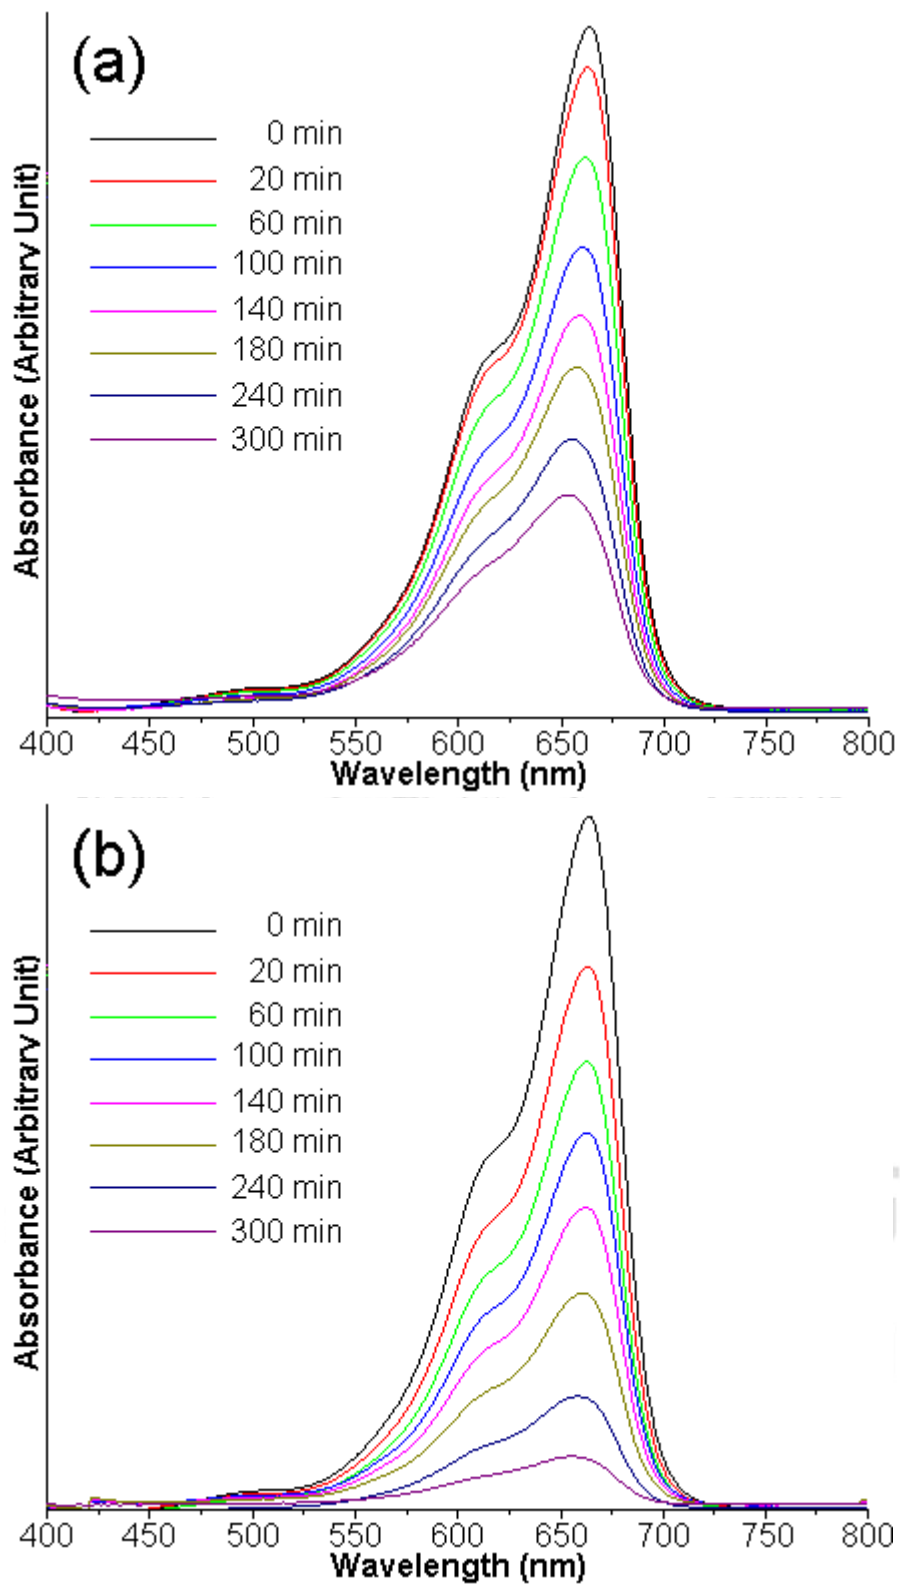 (a)
0 min
20 min
60 min
100 min
140 min
180 min
240 min
300 min
Absorbance (Arbitrary Unit)
400 450 500 550 600 650 700 750 800
Wavelength (nm)
(b)
0 min
20 min
60 min
100 min
140 min
180 min
240 min
300 min
Absorbance (Arbitrary Unit)
400 450 500 550 600 650 700 750 800
Wavelength (nm)